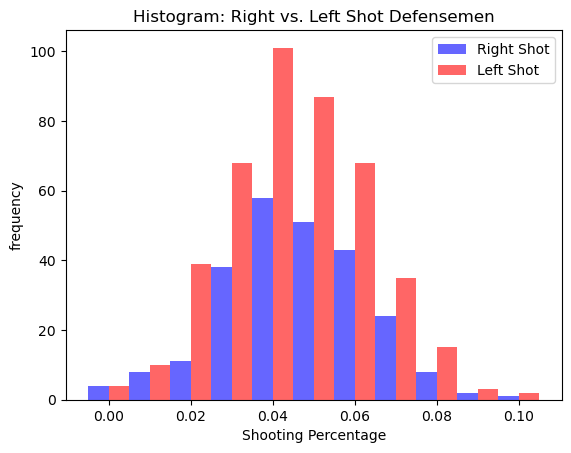 Histogram: Right vs. Left Shot Defensemen
Right Shot
Left Shot
frequency
100
80
60
40
20
0
0.00 0.02 0.04 0.06 0.08 0.10
Shooting Percentage